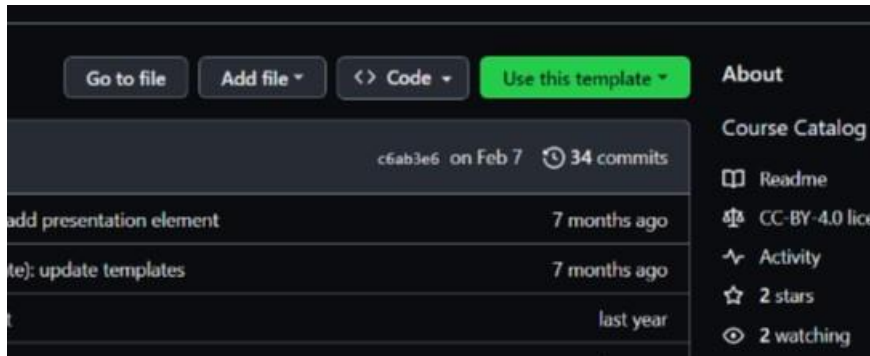 Go to file Add file <> Code Use this template
About
Course Catalog
c6ab3e6 on Feb 7 34 commits
Readme
add presentation element 7 months ago
CC-BY-4.0 lice
te): update templates 7 months ago
Activity
2 stars
t last year
2 watching